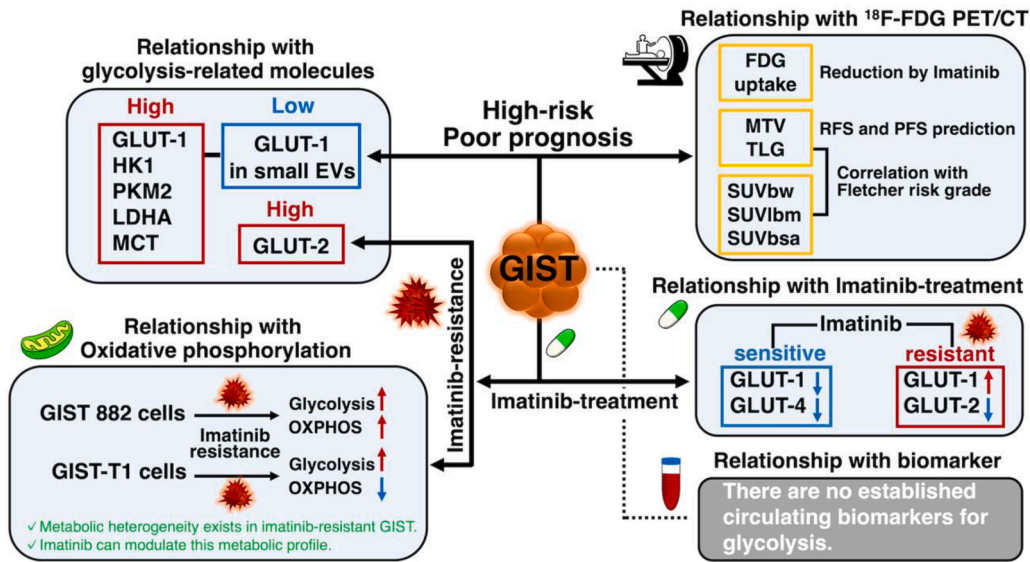 Relationship with
glycolysis-related molecules
High
GLUT-1
HK1
PKM2
LDHA
MCT
Low
GLUT-1
in small EVs
High
GLUT-2
High-risk
Poor prognosis
Relationship with ¹⁸F-FDG PET/CT
FDG
uptake
Reduction by Imatinib
MTV
TLG
RFS and PFS prediction
SUVbw
SUVlbm
SUVbsa
Correlation with
Fletcher risk grade
GIST
Imatinib-resistance
Imatinib-treatment
Relationship with Imatinib-treatment
Imatinib
sensitive
GLUT-1 ↓
GLUT-4 ↓
resistant
GLUT-1 ↑
GLUT-2 ↓
Relationship with
Oxidative phosphorylation
GIST 882 cells
Glycolysis ↑
OXPHOS ↑
Imatinib
resistance
GIST-T1 cells
Glycolysis ↑
OXPHOS ↓
✓ Metabolic heterogeneity exists in imatinib-resistant GIST.
✓ Imatinib can modulate this metabolic profile.
Relationship with biomarker
There are no established
circulating biomarkers for
glycolysis.